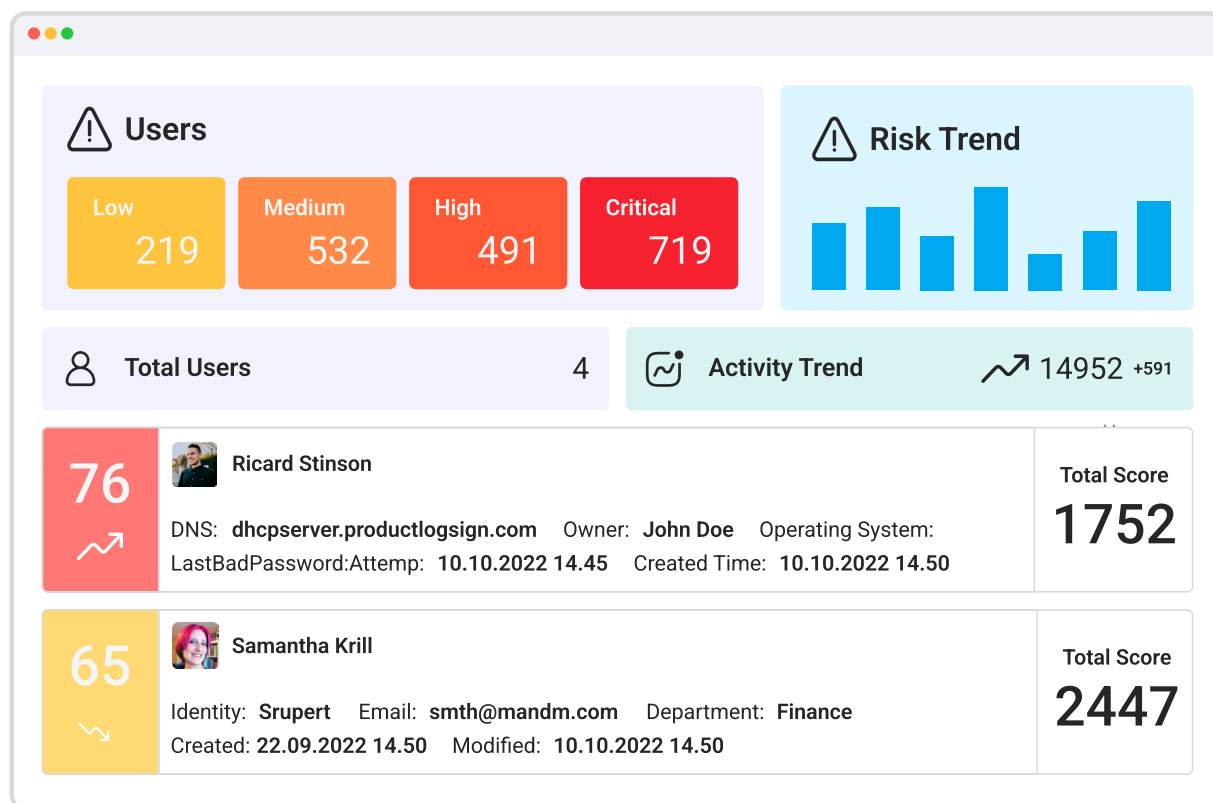 Users
Low
219
Medium
532
High
491
Critical
719
Risk Trend
Total Users
4
Activity Trend
14952 +591
76
Ricard Stinson
DNS: dhcpserver.productlogsign.com Owner: John Doe Operating System:
LastBadPassword:Attemp: 10.10.2022 14.45 Created Time: 10.10.2022 14.50
Total Score
1752
65
Samantha Krill
Identity: Srupert Email: smth@mandm.com Department: Finance
Created: 22.09.2022 14.50 Modified: 10.10.2022 14.50
Total Score
2447